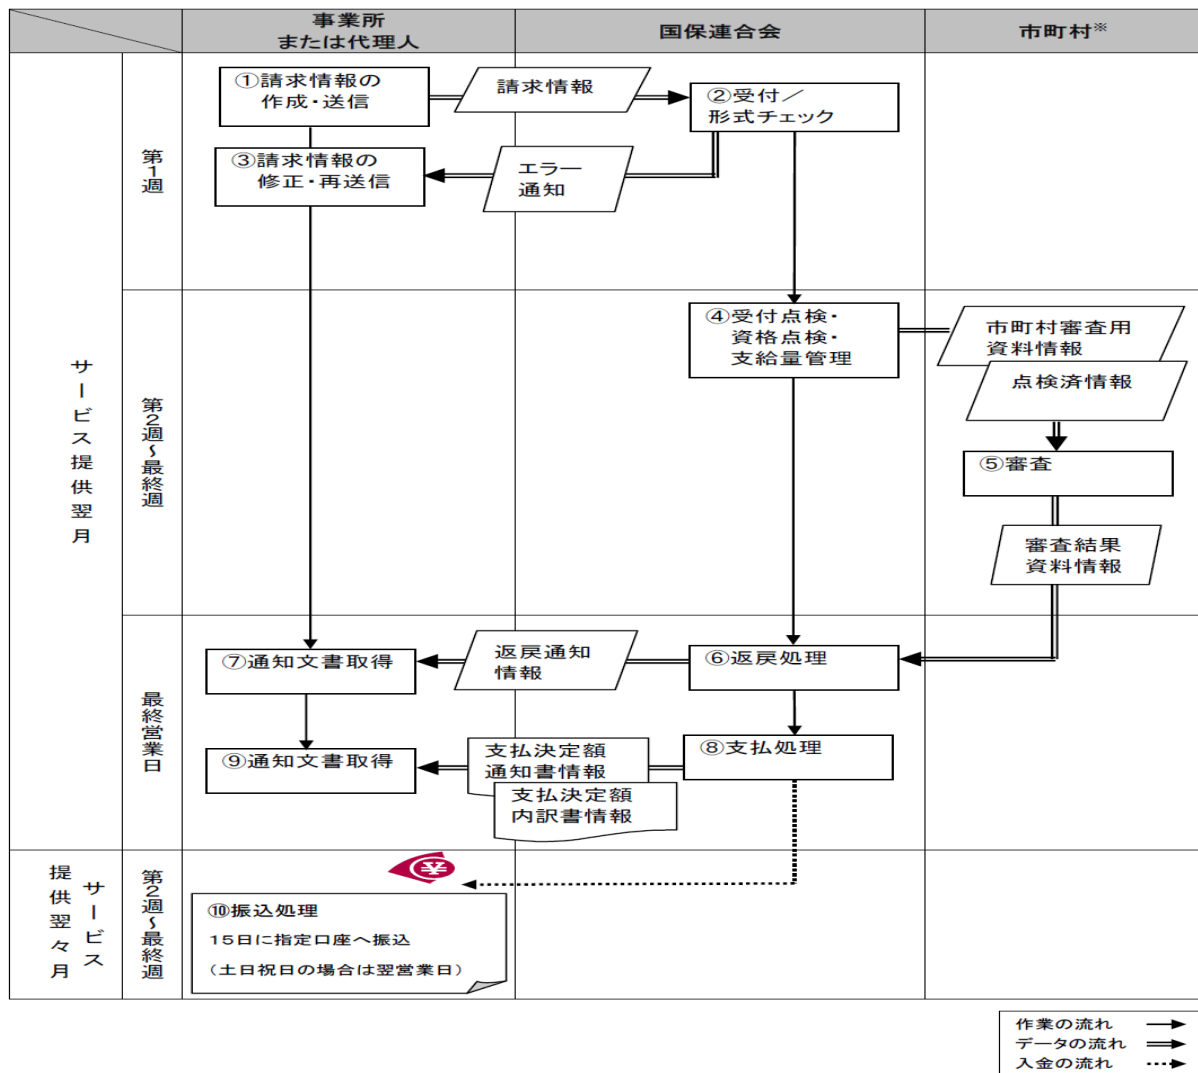 事業所
または代理人
国保連合会
市町村※
サービス提供翌月
第1週
①請求情報の
作成・送信
請求情報
②受付／
形式チェック
③請求情報の
修正・再送信
エラー
通知
第2週～最終週
④受付点検・
資格点検・
支給量管理
市町村審査用
資料情報
点検済情報
⑤審査
審査結果
資料情報
最終営業日
⑦通知文書取得
返戻通知
情報
⑥返戻処理
⑨通知文書取得
支払決定額
通知書情報
支払決定額
内訳書情報
⑧支払処理
サービス
提供翌々月
第2週～最終週
¥
⑩振込処理
15日に指定口座へ振込
（土日祝日の場合は翌営業日）
作業の流れ
データの流れ
入金の流れ